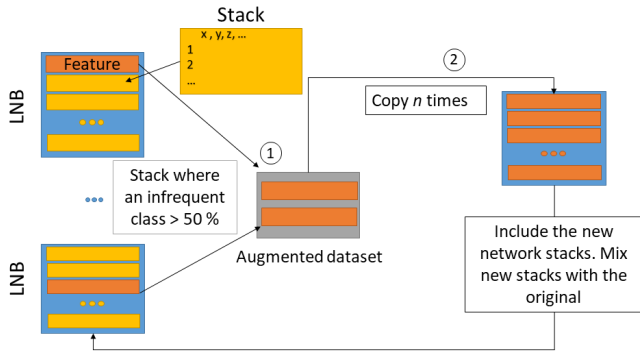 Stack
x , y, z, ...
1
2
...
Feature
LNB
2
Copy n times
1
Stack where
an infrequent
class > 50 %
Augmented dataset
LNB
Include the new
network stacks. Mix
new stacks with the
original